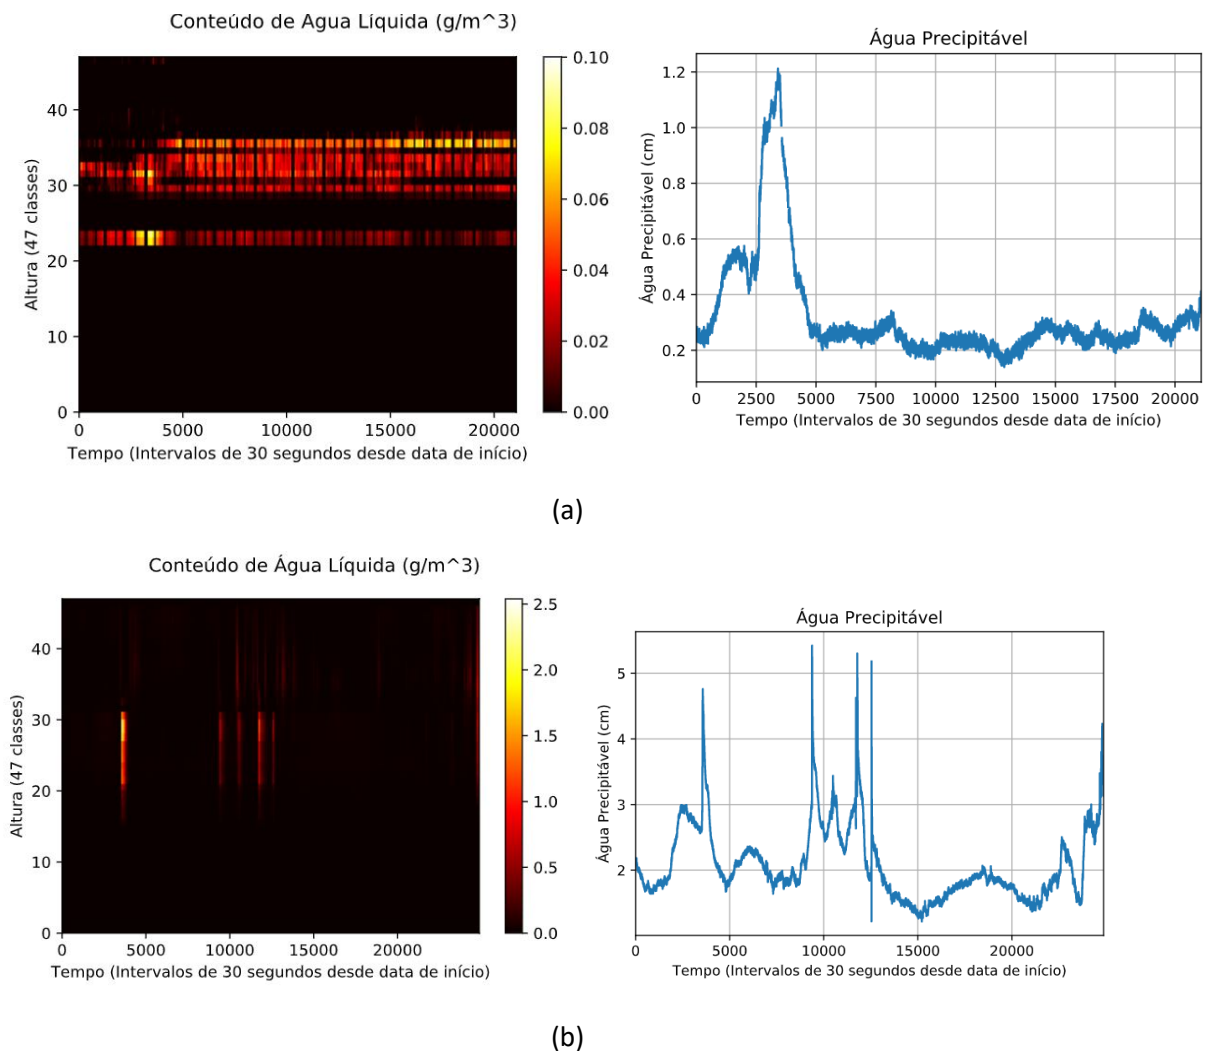 Conteúdo de Agua Líquida (g/m^3)
40
30
20
10
0
Altura (47 classes)
0 5000 10000 15000 20000
Tempo (Intervalos de 30 segundos desde data de início)
0.10
0.08
0.06
0.04
0.02
0.00
Água Precipitável
1.2
1.0
0.8
0.6
0.4
0.2
Água Precipitável (cm)
0 2500 5000 7500 10000 12500 15000 17500 20000
Tempo (Intervalos de 30 segundos desde data de início)
(a)
Conteúdo de Água Líquida (g/m^3)
40
30
20
10
0
Altura (47 classes)
0 5000 10000 15000 20000
Tempo (Intervalos de 30 segundos desde data de início)
2.5
2.0
1.5
1.0
0.5
0.0
Água Precipitável
5
4
3
2
Água Precipitável (cm)
0 5000 10000 15000 20000
Tempo (Intervalos de 30 segundos desde data de início)
(b)